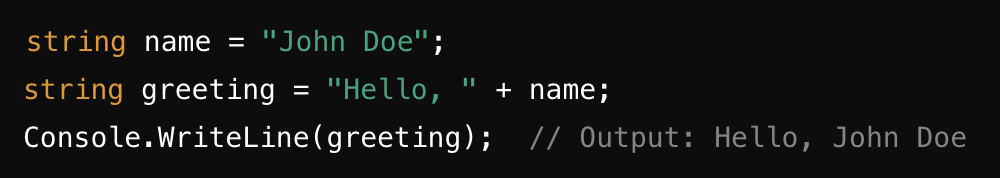 string name = "John Doe";
string greeting = "Hello, " + name;
Console.WriteLine(greeting);  // Output: Hello, John Doe